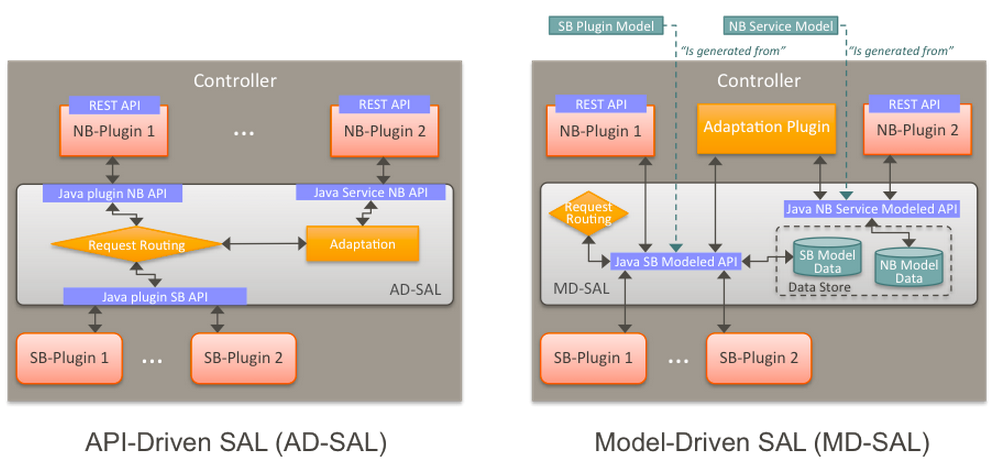 SB Plugin Model
NB Service Model
"Is generated from"
"Is generated from"
Controller
REST API
NB-Plugin 1
...
REST API
NB-Plugin 2
Java plugin NB API
Java Service NB API
Request Routing
Adaptation
Java plugin SB API
AD-SAL
SB-Plugin 1
...
SB-Plugin 2
API-Driven SAL (AD-SAL)
Controller
REST API
NB-Plugin 1
Adaptation Plugin
REST API
NB-Plugin 2
Request
Routing
Java NB Service Modeled API
Java SB Modeled API
SB Model
Data
NB Model
Data
Data Store
MD-SAL
SB-Plugin 1
...
SB-Plugin 2
Model-Driven SAL (MD-SAL)